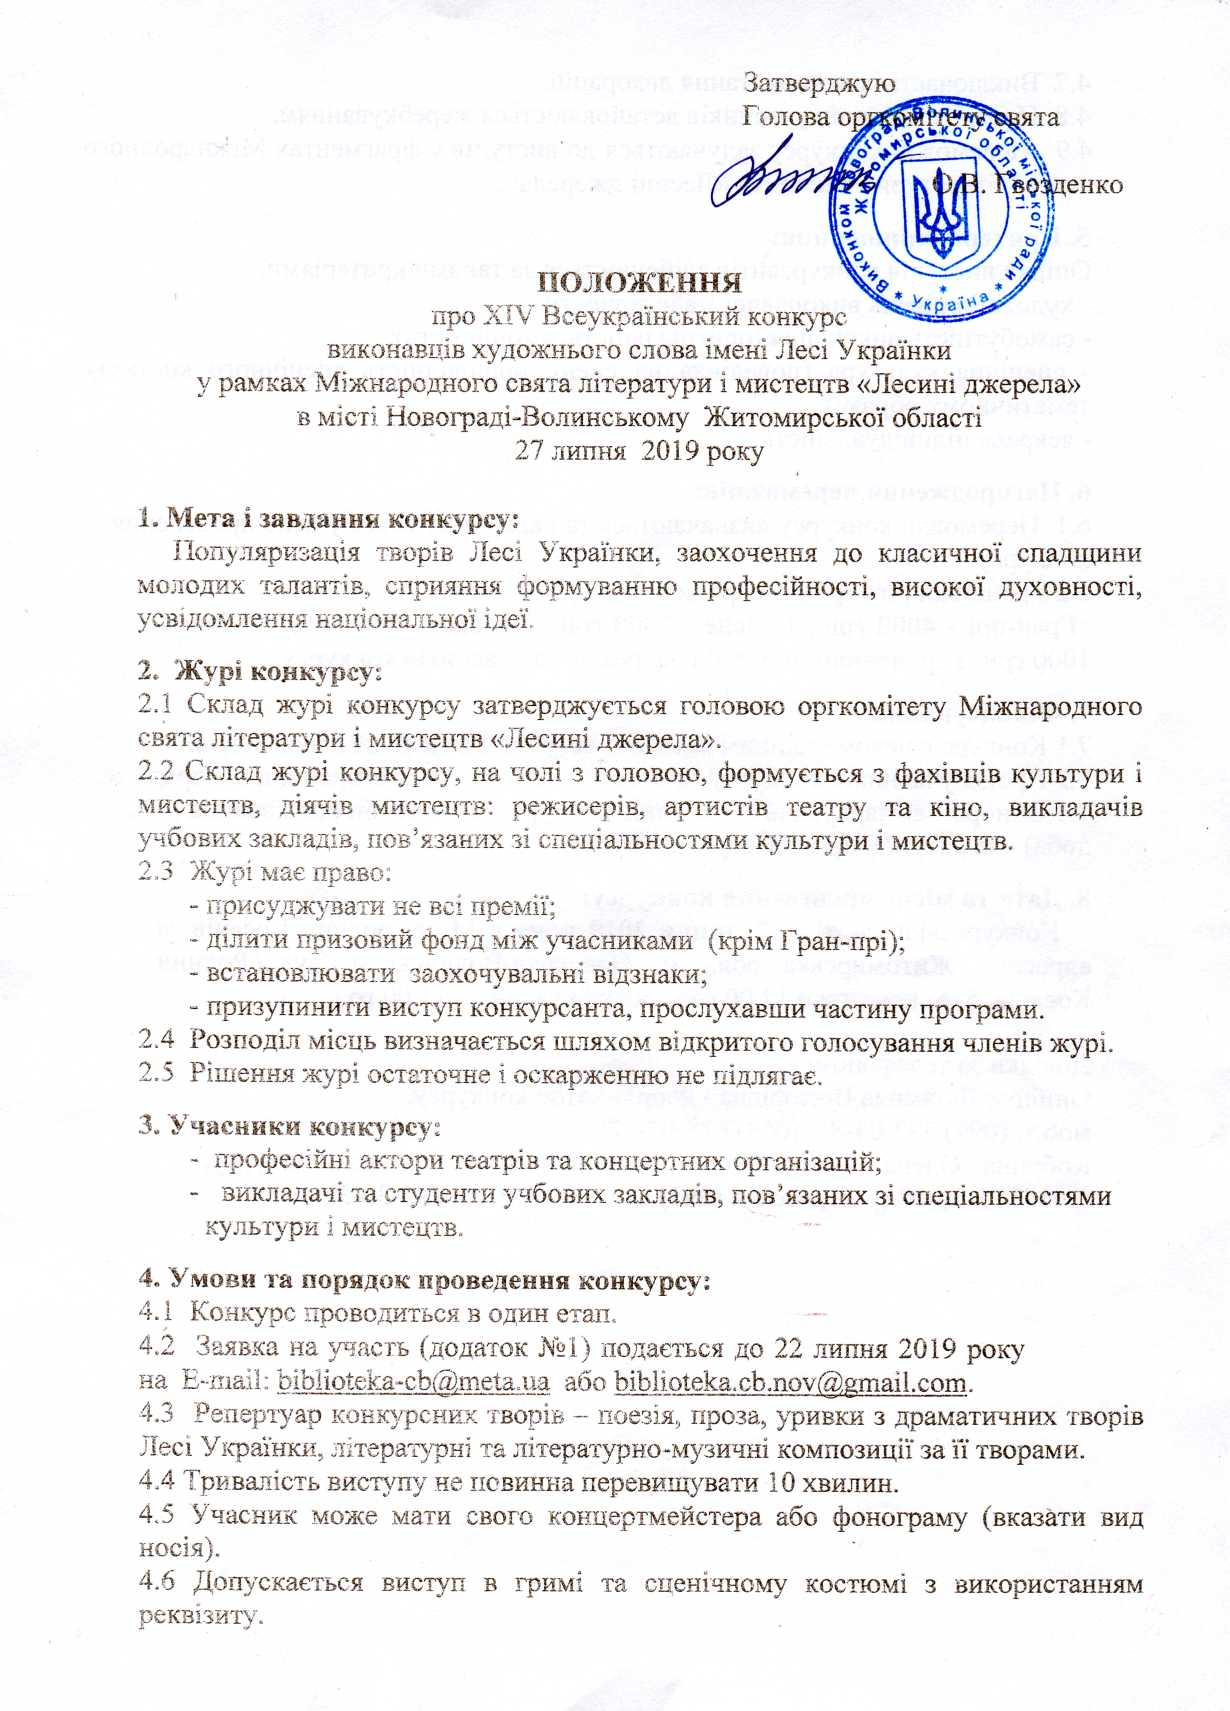 Затверджую
Голова оргкомітету свята
О.В. Гвозденко
Виконком Новоград-Волинської міської ради * Україна *
Житомирської області
ПОЛОЖЕННЯ
про XIV Всеукраїнський конкурс
виконавців художнього слова імені Лесі Українки
у рамках Міжнародного свята літератури і мистецтв «Лесині джерела»
в місті Новограді-Волинському Житомирської області
27 липня 2019 року
1. Мета і завдання конкурсу:
Популяризація творів Лесі Українки, заохочення до класичної спадщини
молодих талантів, сприяння формуванню професійності, високої духовності,
усвідомлення національної ідеї.
2. Журі конкурсу:
2.1 Склад журі конкурсу затверджується головою оргкомітету Міжнародного
свята літератури і мистецтв «Лесині джерела».
2.2 Склад журі конкурсу, на чолі з головою, формується з фахівців культури і
мистецтв, діячів мистецтв: режисерів, артистів театру та кіно, викладачів
учбових закладів, пов’язаних зі спеціальностями культури і мистецтв.
2.3 Журі має право:
- присуджувати не всі премії;
- ділити призовий фонд між учасниками (крім Гран-прі);
- встановлювати заохочувальні відзнаки;
- призупинити виступ конкурсанта, прослухавши частину програми.
2.4 Розподіл місць визначається шляхом відкритого голосування членів журі.
2.5 Рішення журі остаточне і оскарженню не підлягає.
3. Учасники конкурсу:
- професійні актори театрів та концертних організацій;
- викладачі та студенти учбових закладів, пов’язаних зі спеціальностями
культури і мистецтв.
4. Умови та порядок проведення конкурсу:
4.1 Конкурс проводиться в один етап.
4.2 Заявка на участь (додаток №1) подається до 22 липня 2019 року
на E-mail: biblioteka-cb@meta.ua або biblioteka.cb.nov@gmail.com.
4.3 Репертуар конкурсних творів – поезія, проза, уривки з драматичних творів
Лесі Українки, літературні та літературно-музичні композиції за її творами.
4.4 Тривалість виступу не повинна перевищувати 10 хвилин.
4.5 Учасник може мати свого концертмейстера або фонограму (вказати вид
носія).
4.6 Допускається виступ в гримі та сценічному костюмі з використанням
реквізиту.